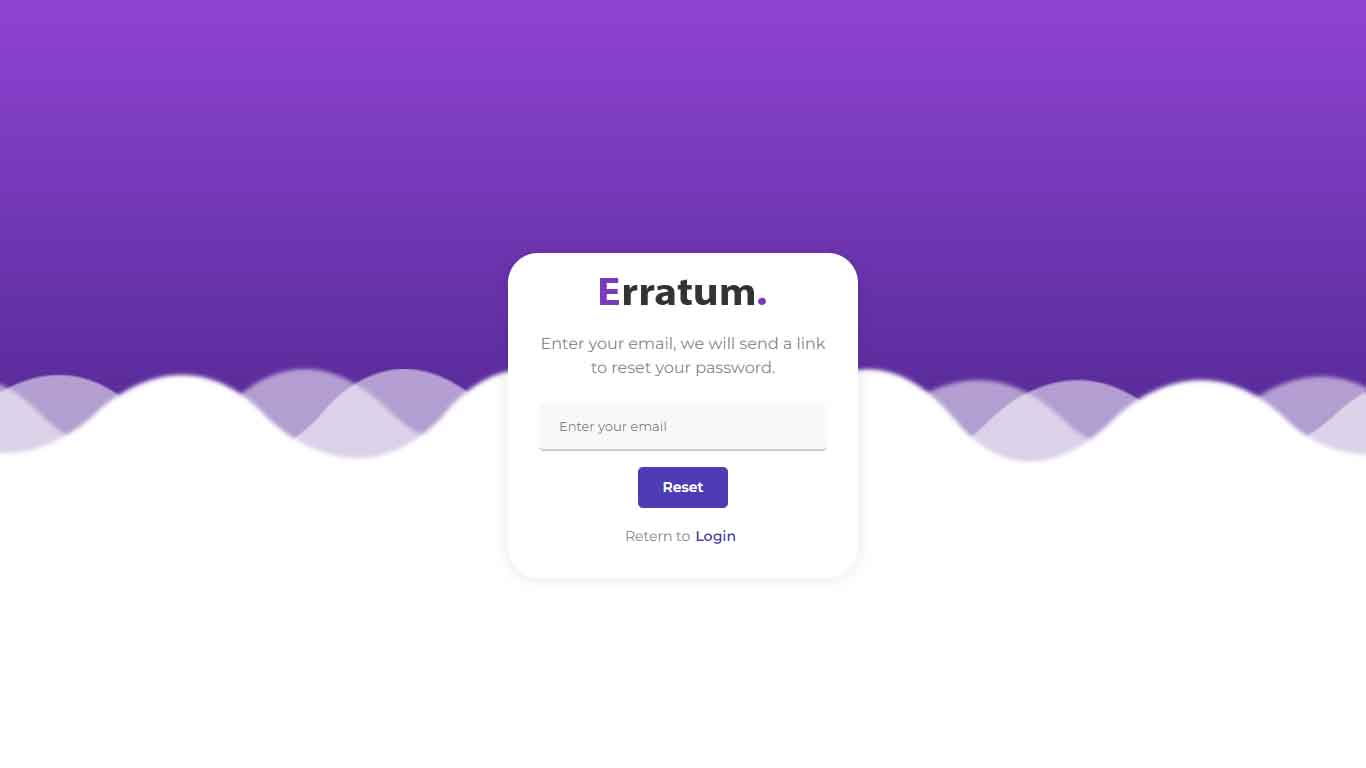 Erratum.
Enter your email, we will send a link
to reset your password.
Enter your email
Reset
Retern to Login